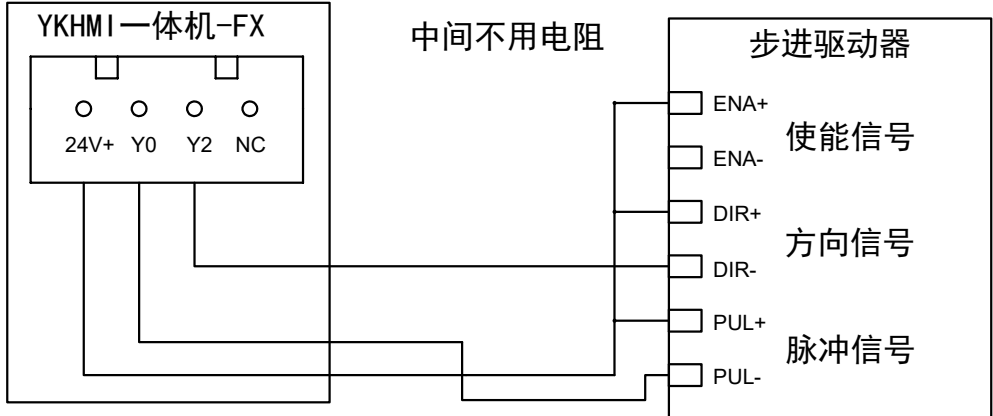 YKHMI一体机-FX
中间不用电阻
步进驱动器
24V+ Y0 Y2 NC
ENA+
使能信号
ENA-
DIR+
方向信号
DIR-
PUL+
脉冲信号
PUL-